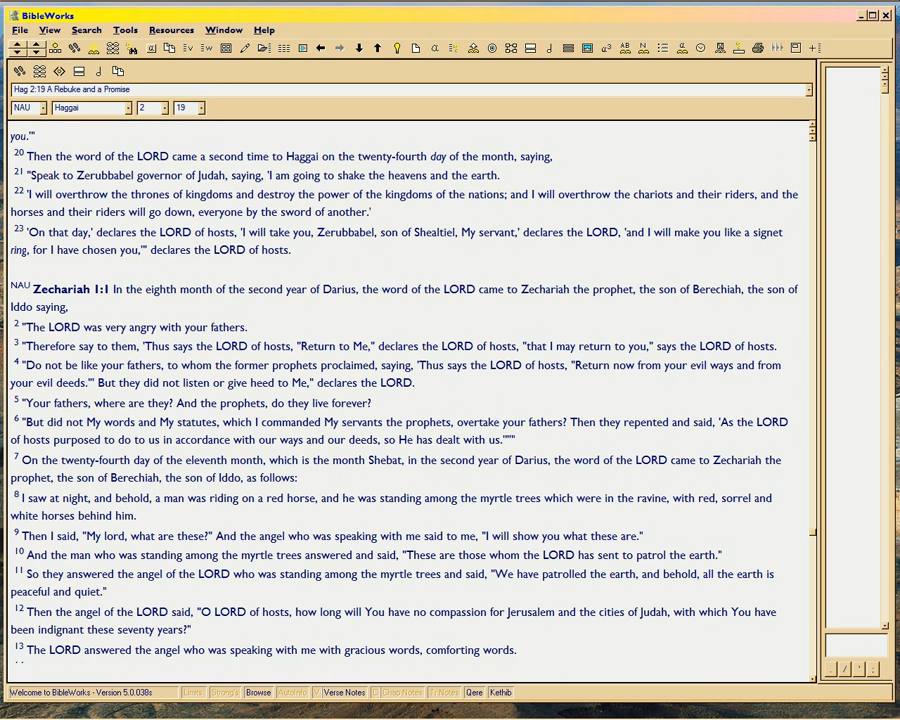 BibleWorks
File View Search Tools Resources Window Help
Hag 2:19 A Rebuke and a Promise
NAU Haggai 2 19
you.'"
20 Then the word of the LORD came a second time to Haggai on the twenty-fourth day of the month, saying,
21 "Speak to Zerubbabel governor of Judah, saying, 'I am going to shake the heavens and the earth.
22 'I will overthrow the thrones of kingdoms and destroy the power of the kingdoms of the nations; and I will overthrow the chariots and their riders, and the
horses and their riders will go down, everyone by the sword of another.'
23 'On that day,' declares the LORD of hosts, 'I will take you, Zerubbabel, son of Shealtiel, My servant,' declares the LORD, 'and I will make you like a signet
ring, for I have chosen you,'" declares the LORD of hosts.
NAU Zechariah 1:1 In the eighth month of the second year of Darius, the word of the LORD came to Zechariah the prophet, the son of Berechiah, the son of
Iddo saying,
2 "The LORD was very angry with your fathers.
3 "Therefore say to them, 'Thus says the LORD of hosts, "Return to Me," declares the LORD of hosts, "that I may return to you," says the LORD of hosts.
4 "Do not be like your fathers, to whom the former prophets proclaimed, saying, 'Thus says the LORD of hosts, "Return now from your evil ways and from
your evil deeds."' But they did not listen or give heed to Me," declares the LORD.
5 "Your fathers, where are they? And the prophets, do they live forever?
6 "But did not My words and My statutes, which I commanded My servants the prophets, overtake your fathers? Then they repented and said, 'As the LORD
of hosts purposed to do to us in accordance with our ways and our deeds, so He has dealt with us.'"'"
7 On the twenty-fourth day of the eleventh month, which is the month Shebat, in the second year of Darius, the word of the LORD came to Zechariah the
prophet, the son of Berechiah, the son of Iddo, as follows:
8 I saw at night, and behold, a man was riding on a red horse, and he was standing among the myrtle trees which were in the ravine, with red, sorrel and
white horses behind him.
9 Then I said, "My lord, what are these?" And the angel who was speaking with me said to me, "I will show you what these are."
10 And the man who was standing among the myrtle trees answered and said, "These are those whom the LORD has sent to patrol the earth."
11 So they answered the angel of the LORD who was standing among the myrtle trees and said, "We have patrolled the earth, and behold, all the earth is
peaceful and quiet."
12 Then the angel of the LORD said, "O LORD of hosts, how long will You have no compassion for Jerusalem and the cities of Judah, with which You have
been indignant these seventy years?"
13 The LORD answered the angel who was speaking with me with gracious words, comforting words.
Welcome to BibleWorks - Version 5.0.038s Limits Strong's Browse AutoInfo V Verse Notes C Chap Notes TrNotes Qere Kethib